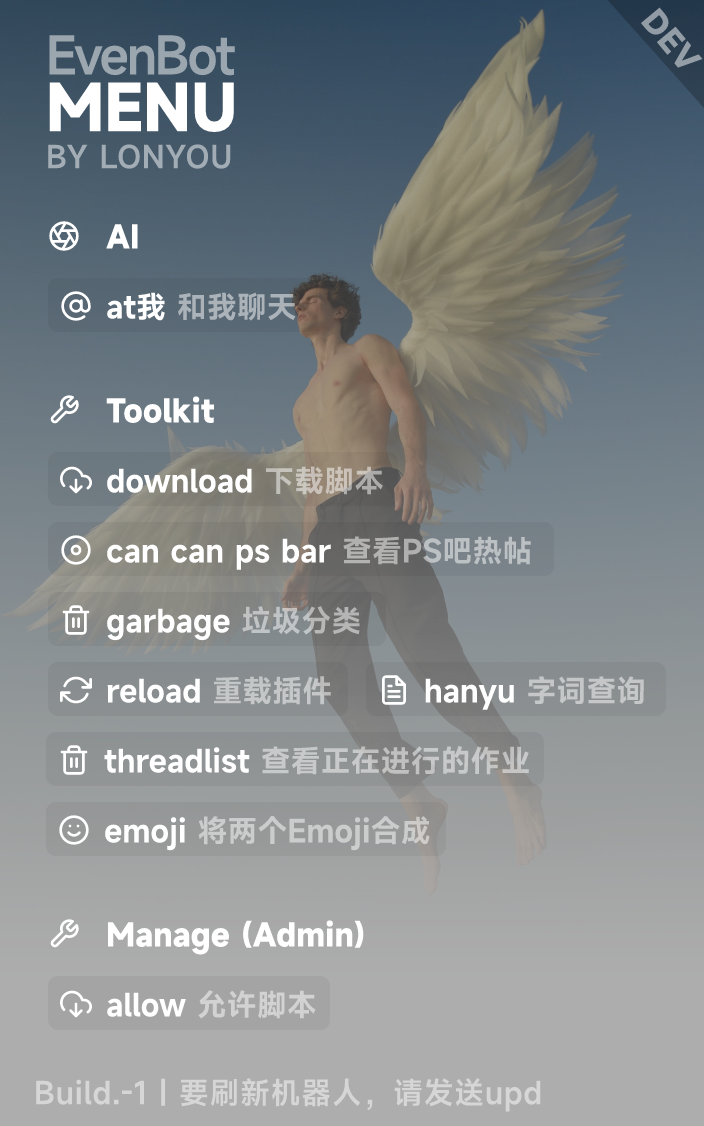 EvenBot
MENU
BY LONYOU
DEV
AI
at我 和我聊天
Toolkit
download 下载脚本
can can ps bar 查看PS吧热帖
garbage 垃圾分类
reload 重载插件 hanyu 字词查询
threadlist 查看正在进行的作业
emoji 将两个Emoji合成
Manage (Admin)
allow 允许脚本
Build.-1丨要刷新机器人，请发送upd